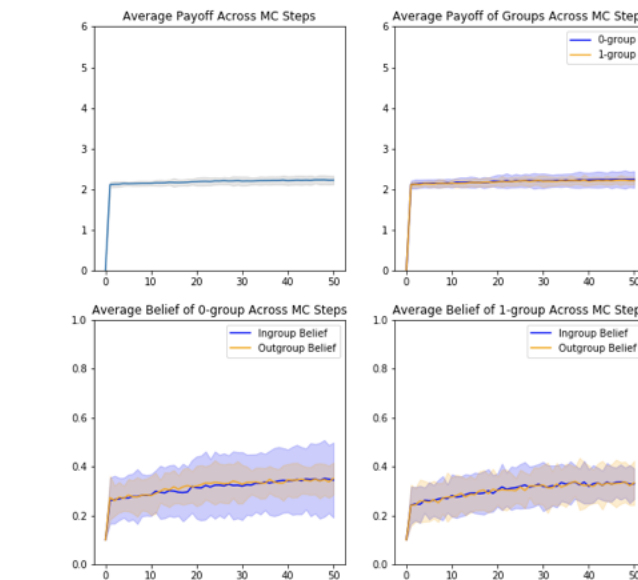 Average Payoff Across MC Steps
6
5
4
3
2
1
0
0 10 20 30 40 50
Average Payoff of Groups Across MC Step
0-group
1-group
6
5
4
3
2
1
0
0 10 20 30 40 50
Average Belief of 0-group Across MC Steps
Ingroup Belief
Outgroup Belief
1.0
0.8
0.6
0.4
0.2
0.0
0 10 20 30 40 50
Average Belief of 1-group Across MC Step
Ingroup Belief
Outgroup Belief
1.0
0.8
0.6
0.4
0.2
0.0
0 10 20 30 40 50